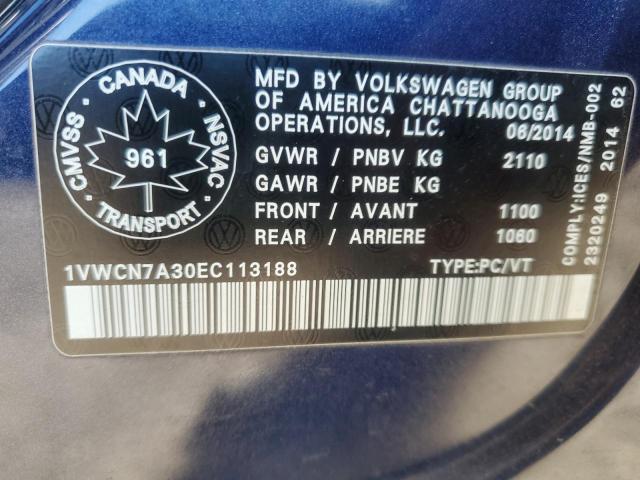 CANADA
CMVSS
NSVAC
961
TRANSPORT
MFD BY VOLKSWAGEN GROUP
OF AMERICA CHATTANOOGA
OPERATIONS, LLC. 06/2014
GVWR / PNBV KG 2110
GAWR / PNBE KG
FRONT / AVANT 1100
REAR / ARRIERE 1060
1VWCN7A30EC113188 TYPE:PC/VT
COMPLY:ICES/NMB-002
2320249 2014 62